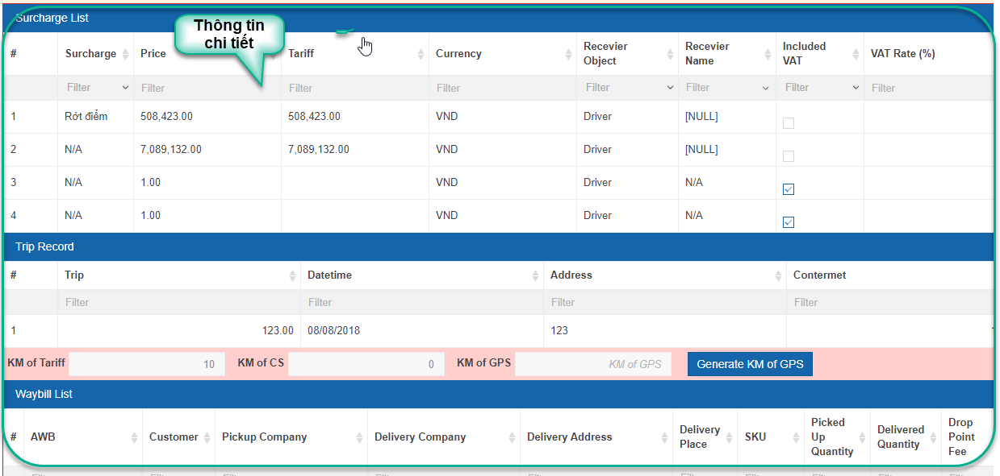 Surcharge List
Thông tin
chi tiết
# Surcharge Price Tariff Currency Recevier Object Recevier Name Included VAT VAT Rate (%)
Filter Filter Filter Filter Filter Filter Filter Filter
1 Rớt điểm 508,423.00 508,423.00 VND Driver [NULL]
2 N/A 7,089,132.00 7,089,132.00 VND Driver [NULL]
3 N/A 1.00 VND Driver N/A
4 N/A 1.00 VND Driver N/A
Trip Record
# Trip Datetime Address Contermet
Filter Filter Filter Filter
1 123.00 08/08/2018 123
KM of Tariff 10 KM of CS 0 KM of GPS KM of GPS Generate KM of GPS
Waybill List
# AWB Customer Pickup Company Delivery Company Delivery Address Delivery Place SKU Picked Up Quantity Delivered Quantity Drop Point Fee